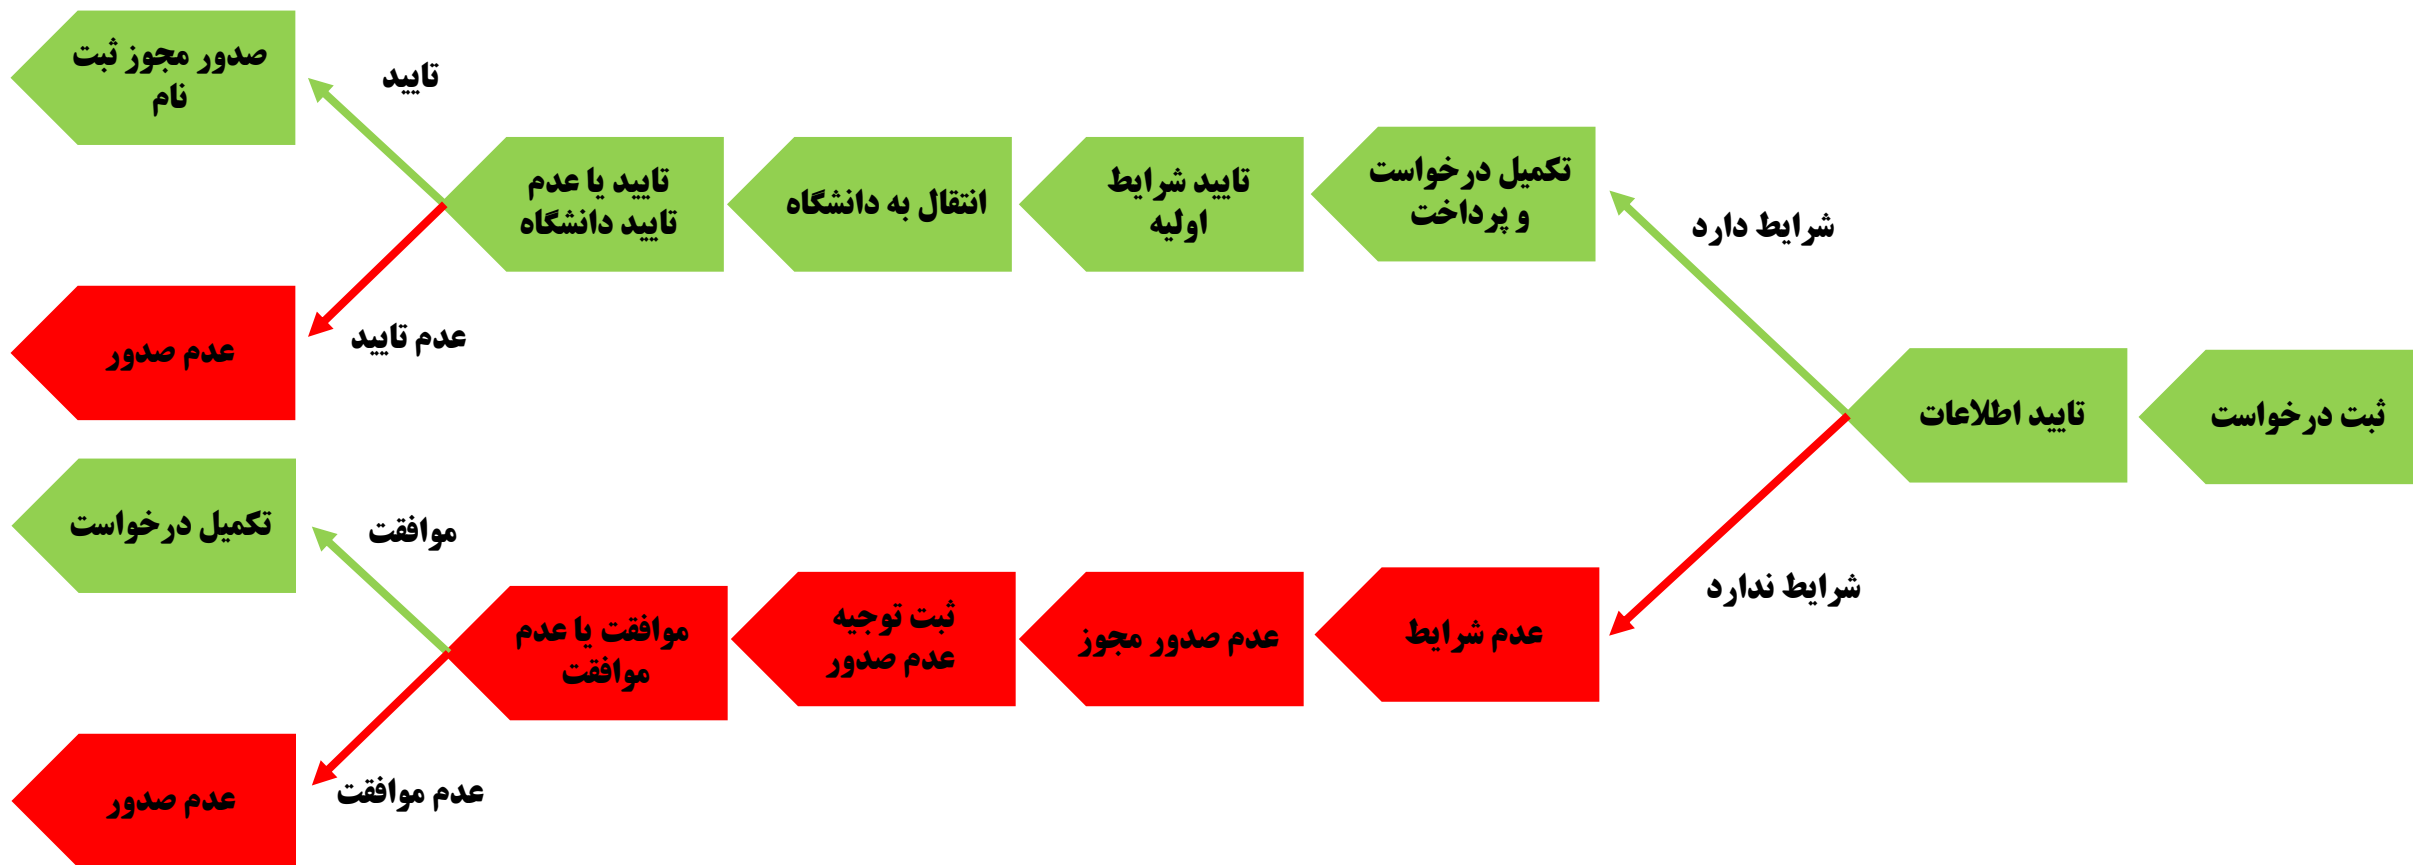 ثبت درخواست
تایید اطلاعات
شرایط دارد
تکمیل درخواست
و پرداخت
تایید شرایط
اولیه
انتقال به دانشگاه
تایید یا عدم
تایید دانشگاه
تایید
صدور مجوز ثبت
نام
عدم تایید
عدم صدور
شرایط ندارد
عدم شرایط
عدم صدور مجوز
ثبت توجیه
عدم صدور
موافقت یا عدم
موافقت
موافقت
تکمیل درخواست
عدم موافقت
عدم صدور